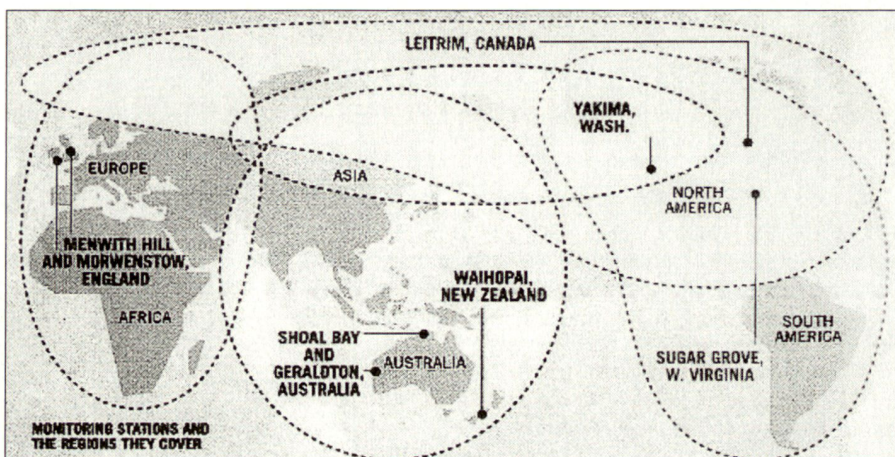 LEITRIM, CANADA
YAKIMA,
WASH.
EUROPE
ASIA
NORTH
AMERICA
MENWITH HILL
AND MORWENSTOW,
ENGLAND
WAIHOPAI,
NEW ZEALAND
AFRICA
SHOAL BAY
AND
GERALDTON,
AUSTRALIA
AUSTRALIA
SOUTH
AMERICA
SUGAR GROVE,
W. VIRGINIA
MONITORING STATIONS AND
THE REGIONS THEY COVER